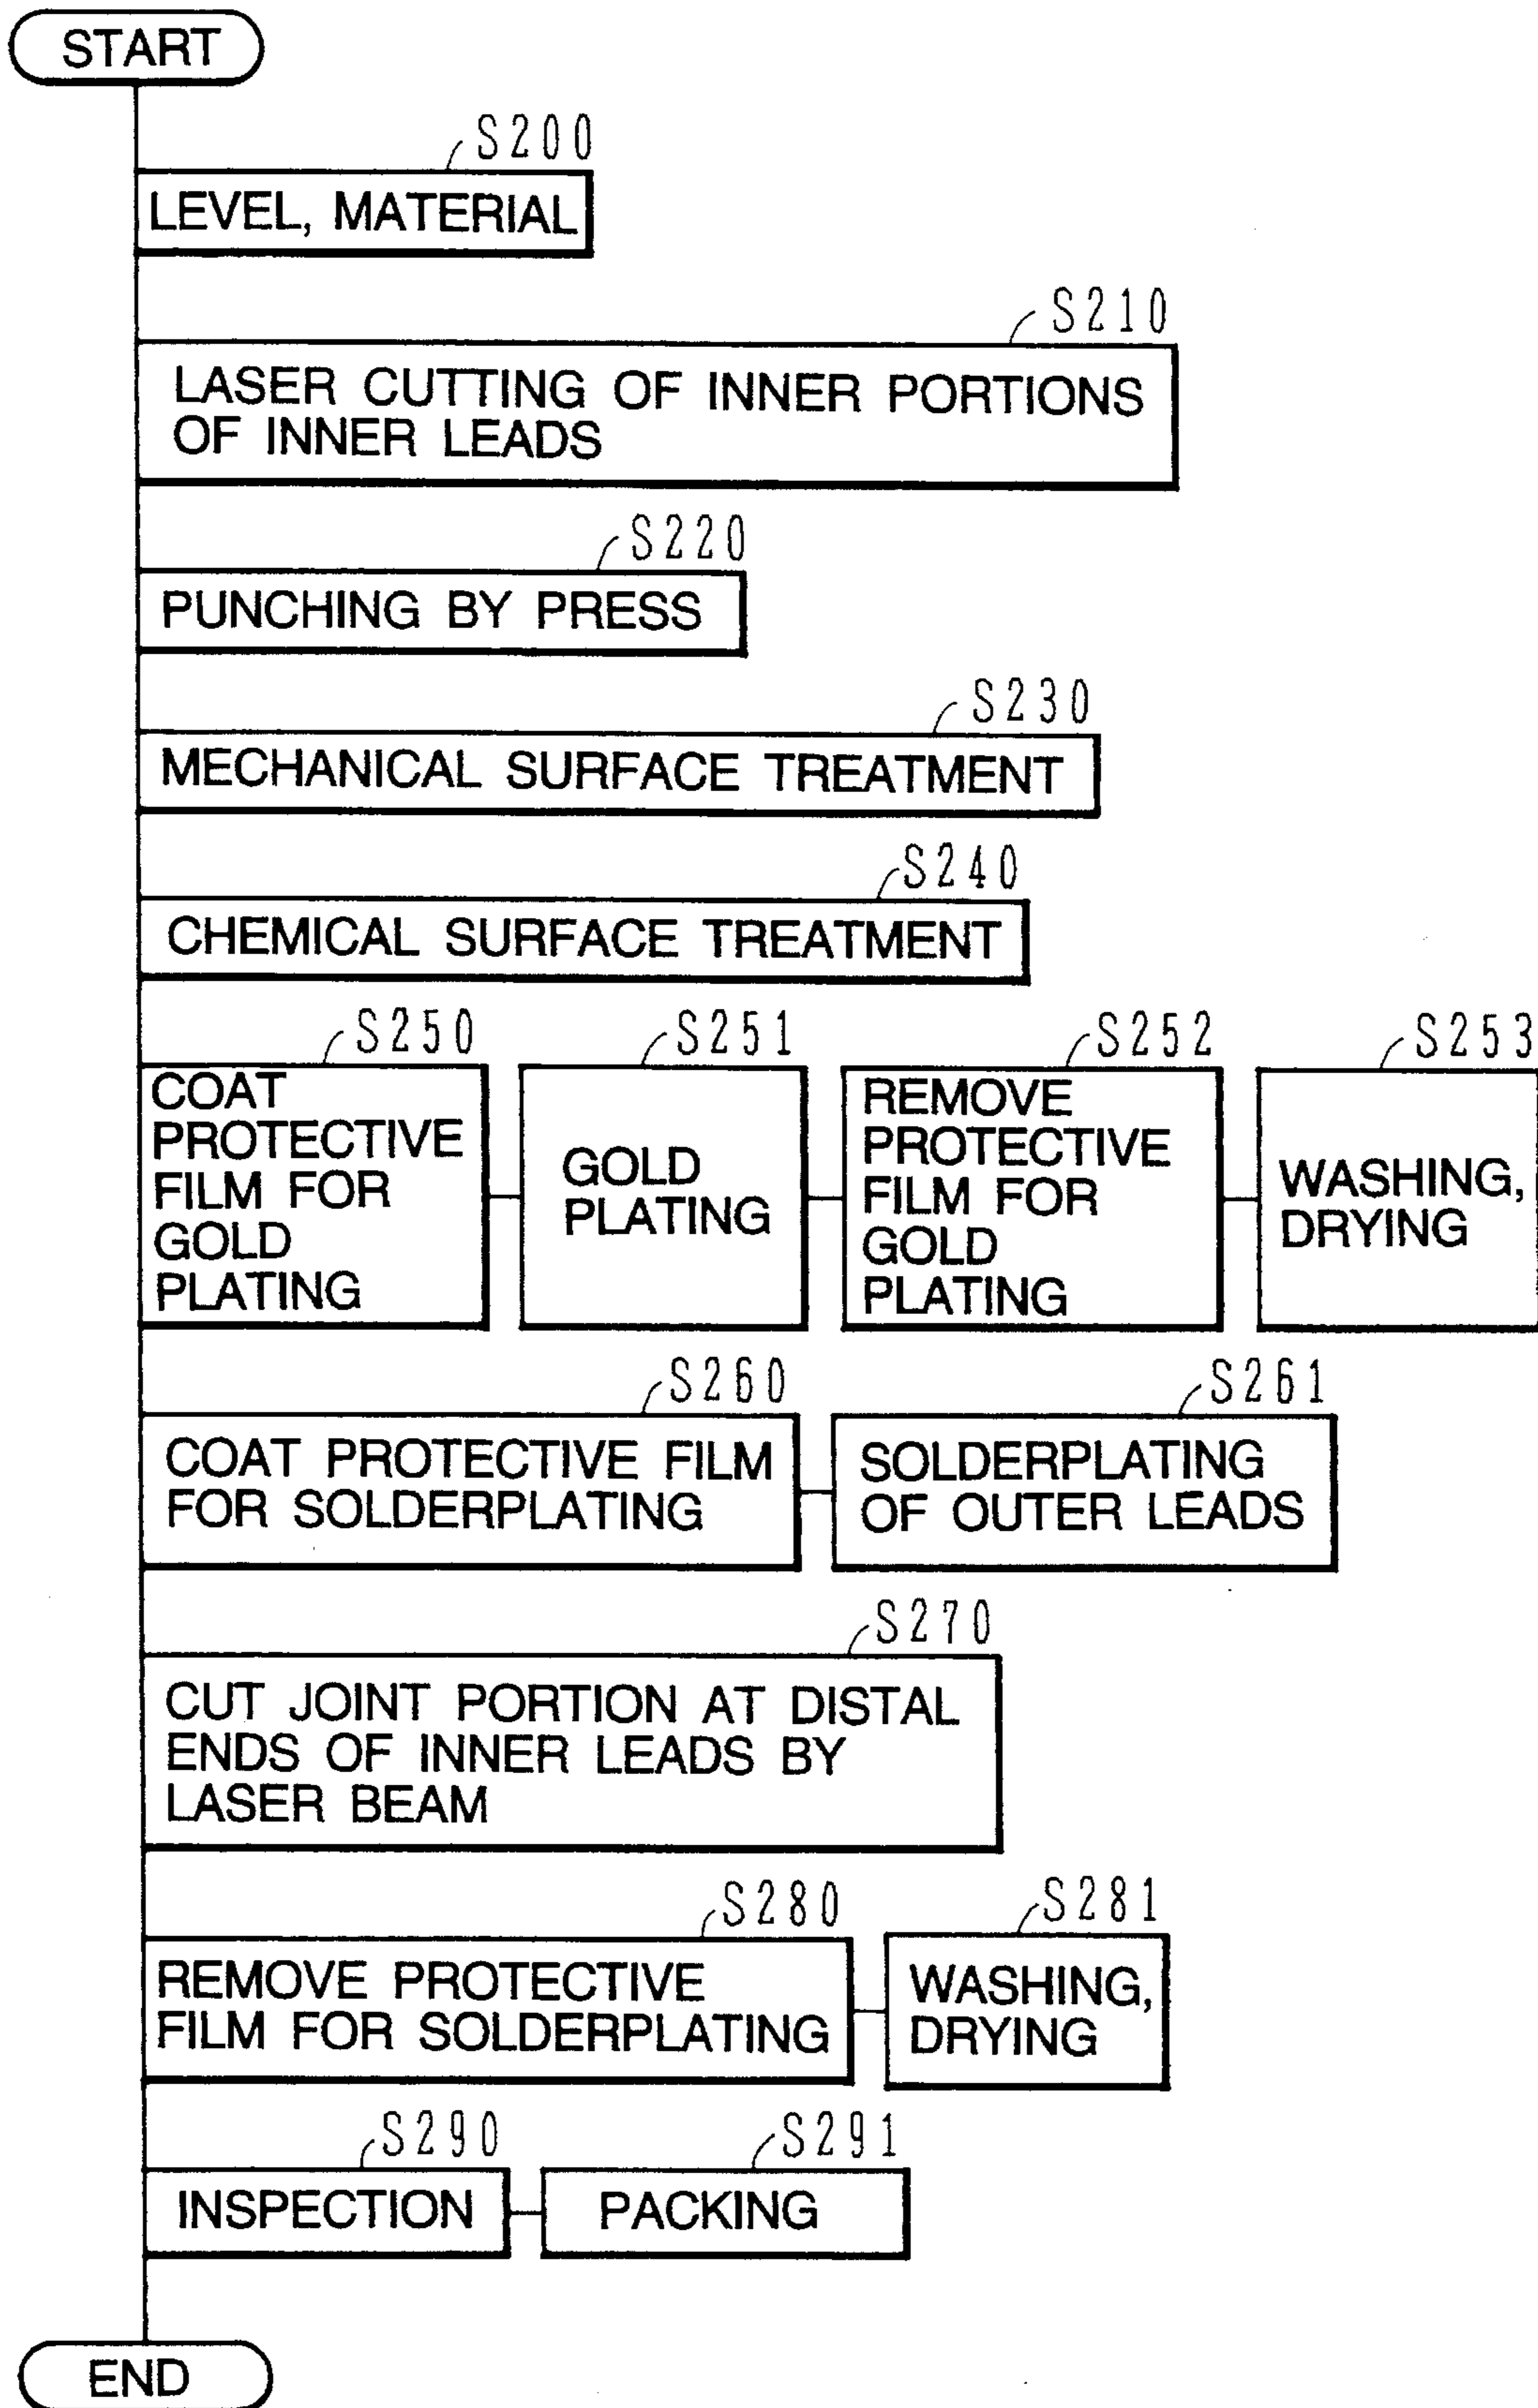 START
S200
LEVEL, MATERIAL
S210
LASER CUTTING OF INNER PORTIONS
OF INNER LEADS
S220
PUNCHING BY PRESS
S230
MECHANICAL SURFACE TREATMENT
S240
CHEMICAL SURFACE TREATMENT
S250
COAT
PROTECTIVE
FILM FOR
GOLD
PLATING
S251
GOLD
PLATING
S252
REMOVE
PROTECTIVE
FILM FOR
GOLD
PLATING
S253
WASHING,
DRYING
S260
COAT PROTECTIVE FILM
FOR SOLDERPLATING
S261
SOLDERPLATING
OF OUTER LEADS
S270
CUT JOINT PORTION AT DISTAL
ENDS OF INNER LEADS BY
LASER BEAM
S280
REMOVE PROTECTIVE
FILM FOR SOLDERPLATING
S281
WASHING,
DRYING
S290
INSPECTION
S291
PACKING
END